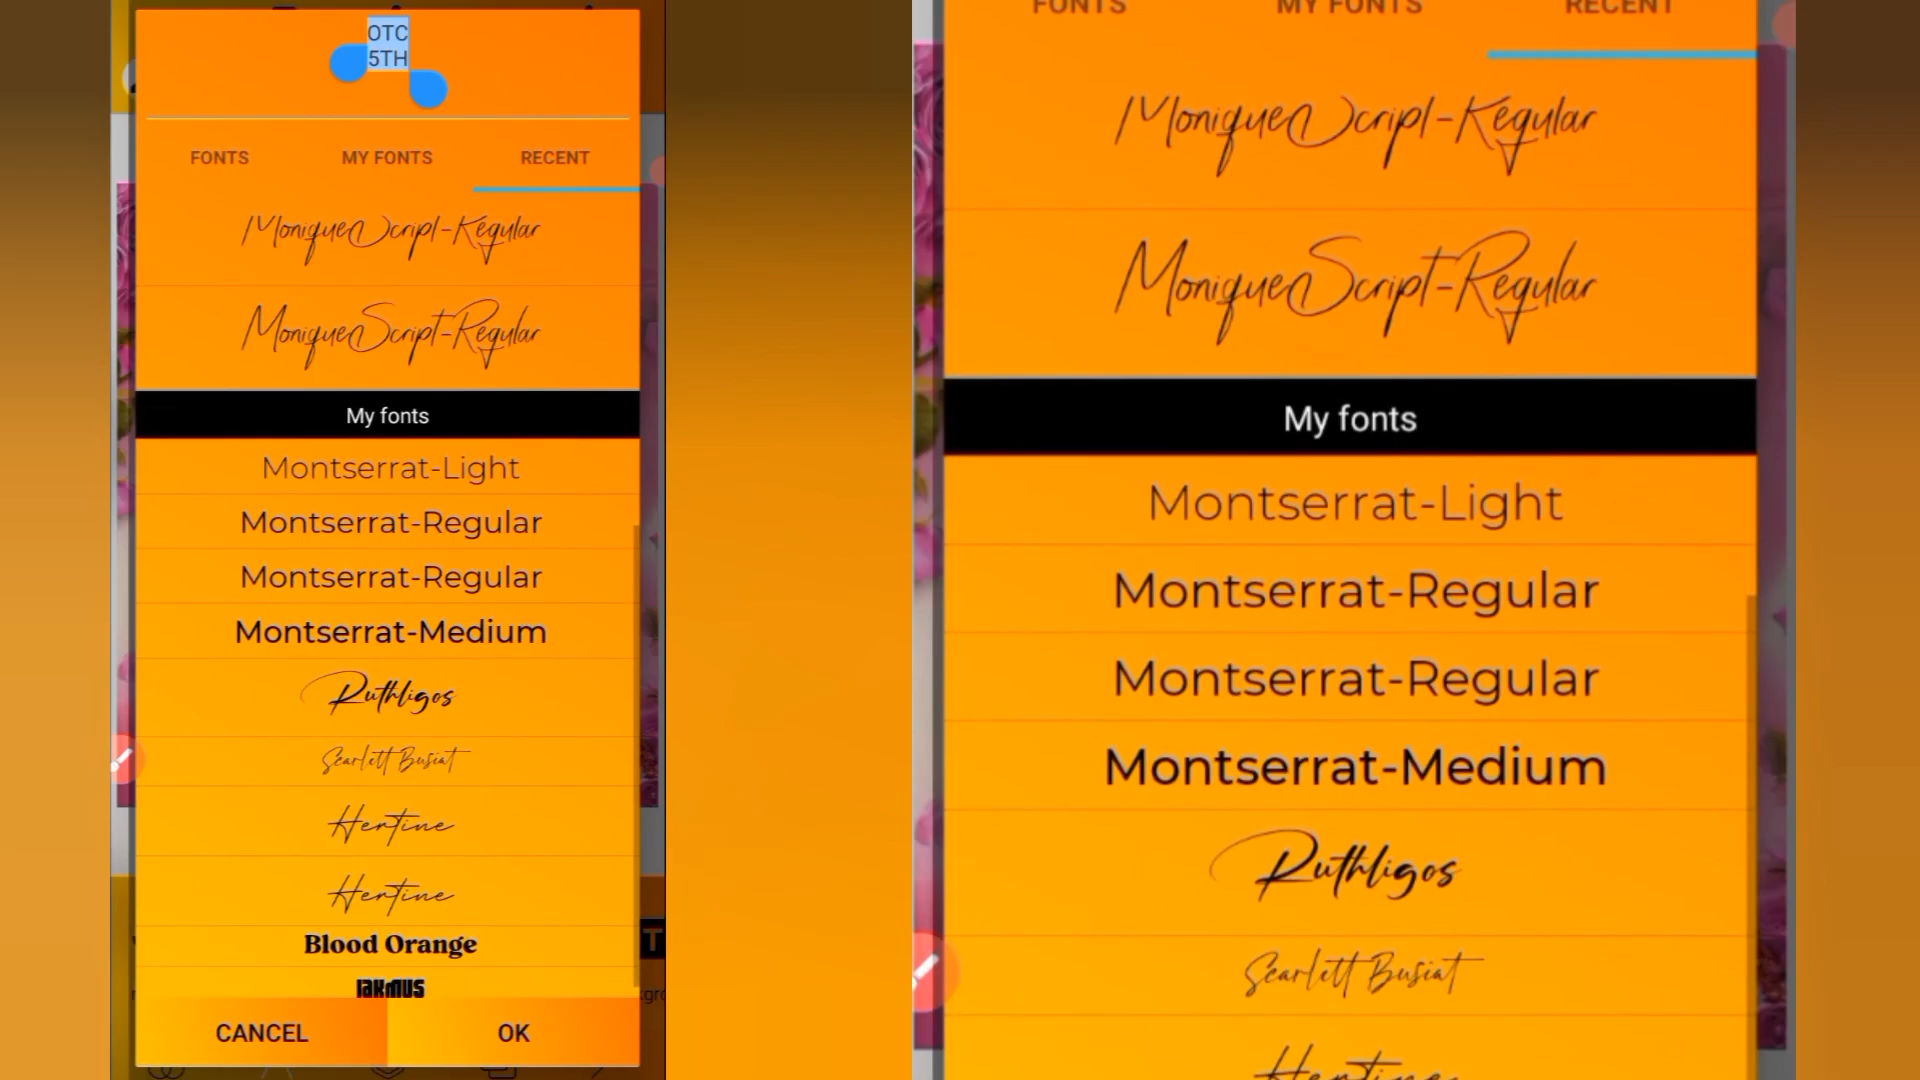 OTC
5TH
FONTS MY FONTS RECENT
MoniqueScript-Regular
MoniqueScript-Regular
My fonts
Montserrat-Light
Montserrat-Regular
Montserrat-Regular
Montserrat-Medium
Ruthligos
Scarlett Busiat
Hertine
Hertine
Blood Orange
CANCEL OK
FONTS MY FONTS RECENT
MoniqueScript-Regular
MoniqueScript-Regular
My fonts
Montserrat-Light
Montserrat-Regular
Montserrat-Regular
Montserrat-Medium
Ruthligos
Scarlett Busiat
Hertine